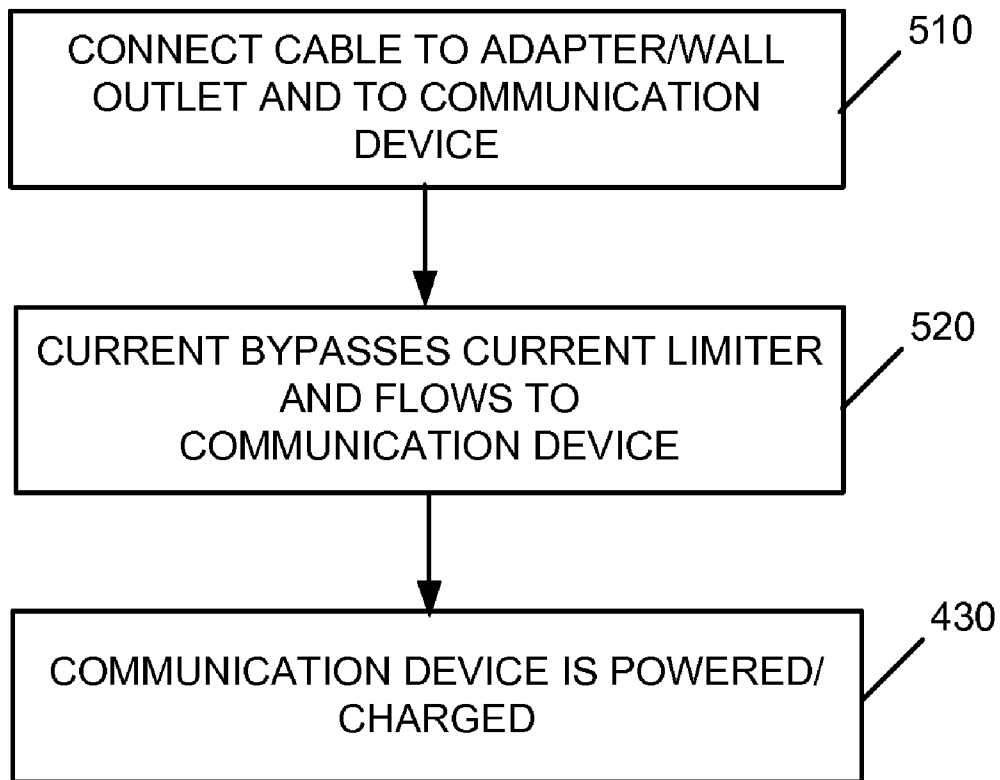 CONNECT CABLE TO ADAPTER/WALL
OUTLET AND TO COMMUNICATION
DEVICE
510
CURRENT BYPASSES CURRENT LIMITER
AND FLOWS TO
COMMUNICATION DEVICE
520
COMMUNICATION DEVICE IS POWERED/
CHARGED
430